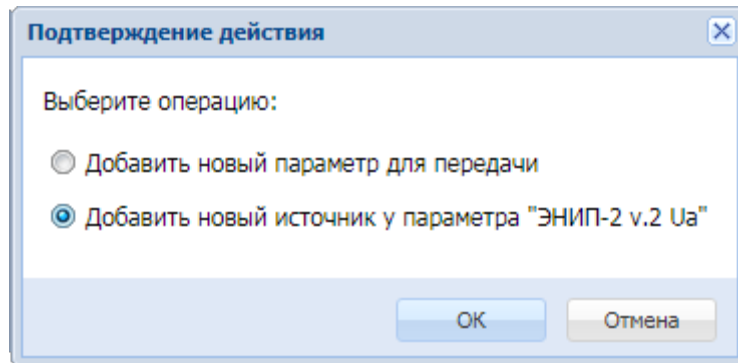 Подтверждение действия
Выберите операцию:
Добавить новый параметр для передачи
Добавить новый источник у параметра "ЭНИП-2 v.2 Ua"
ОК
Отмена